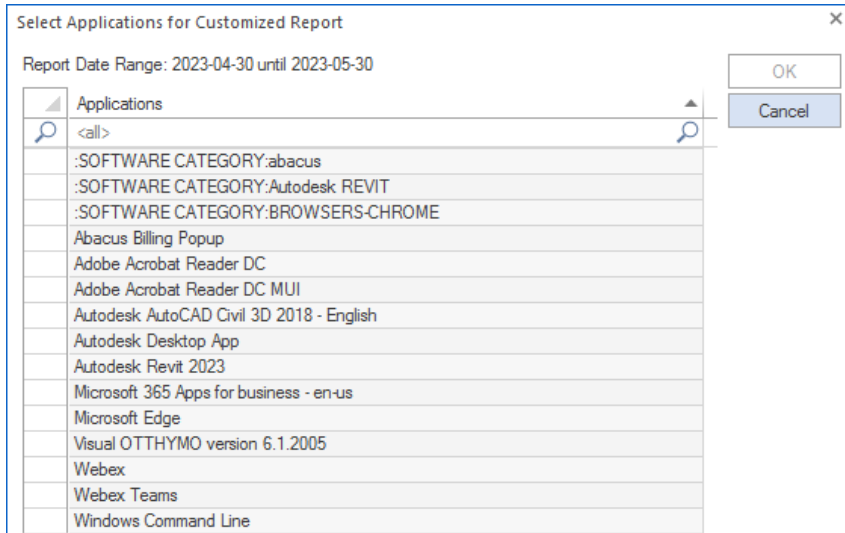 Select Applications for Customized Report
Report Date Range: 2023-04-30 until 2023-05-30
OK
Cancel
Applications
<all>
:SOFTWARE CATEGORY:abacus
:SOFTWARE CATEGORY:Autodesk REVIT
:SOFTWARE CATEGORY:BROWSERS-CHROME
Abacus Billing Popup
Adobe Acrobat Reader DC
Adobe Acrobat Reader DC MUI
Autodesk AutoCAD Civil 3D 2018 - English
Autodesk Desktop App
Autodesk Revit 2023
Microsoft 365 Apps for business - en-us
Microsoft Edge
Visual OTTHYMO version 6.1.2005
Webex
Webex Teams
Windows Command Line